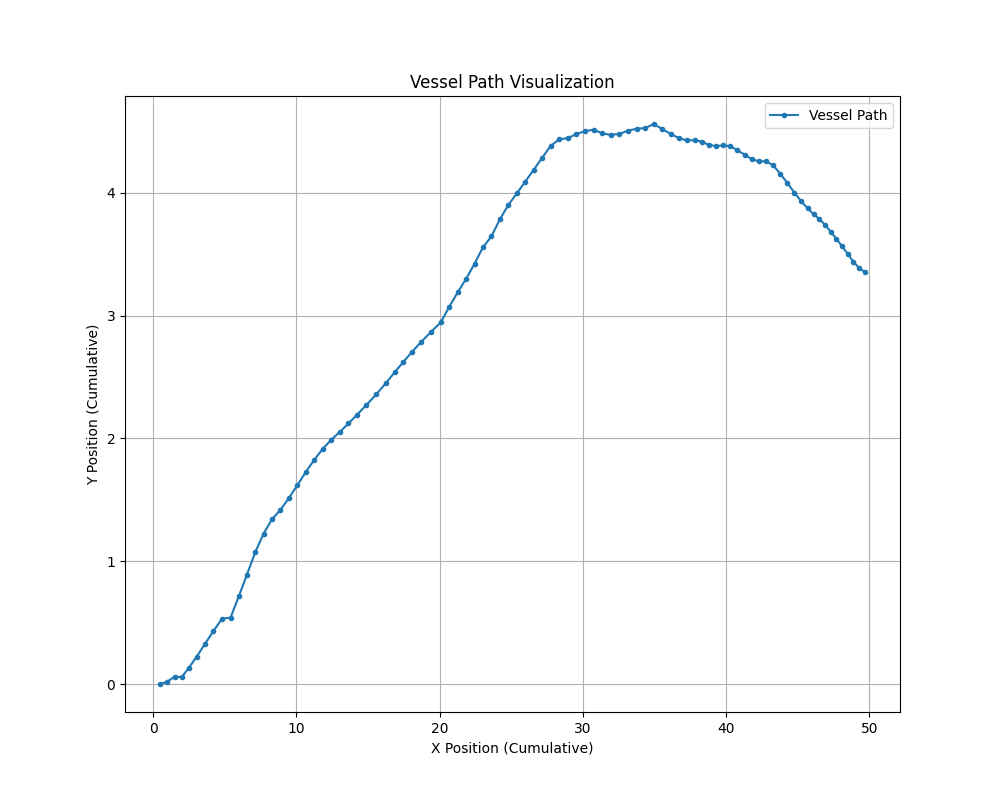 Vessel Path Visualization
Vessel Path
4
3
2
1
0
Y Position (Cumulative)
0 10 20 30 40 50
X Position (Cumulative)